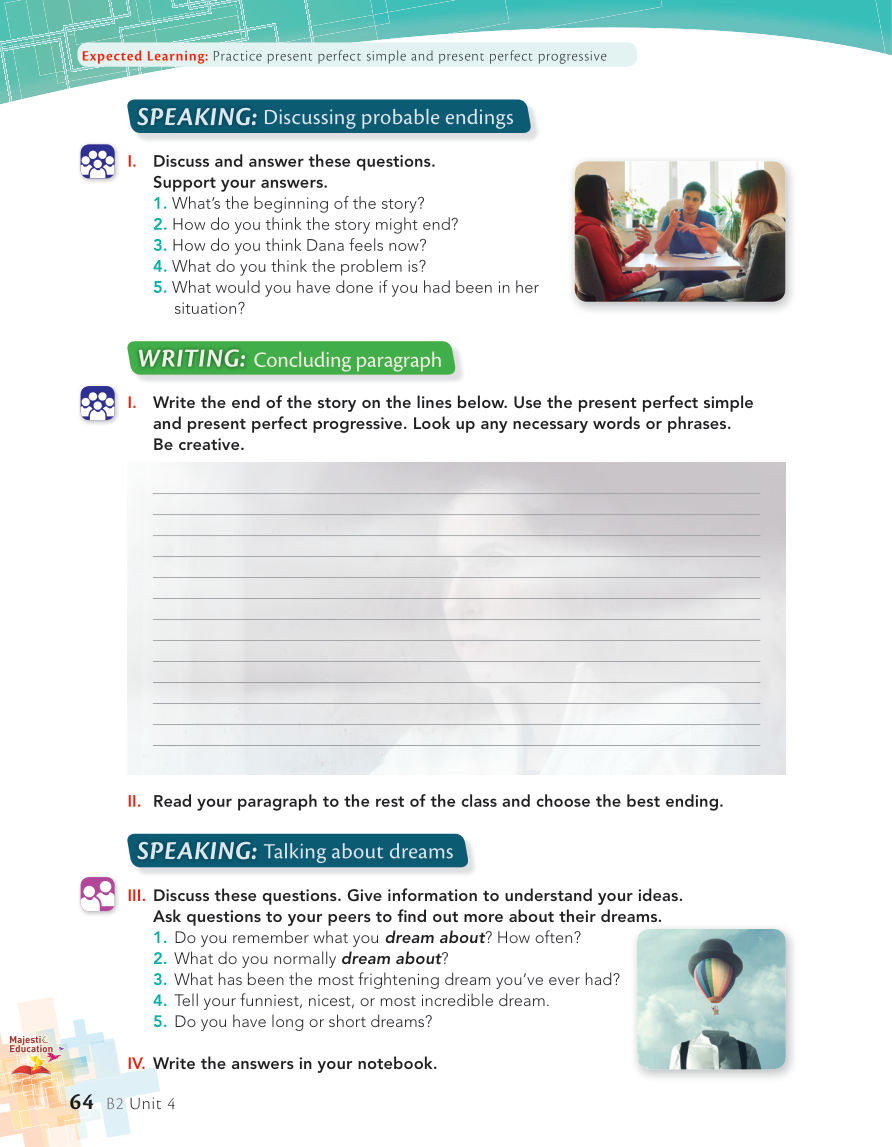 Expected Learning: Practice present perfect simple and present perfect progressive
SPEAKING: Discussing probable endings
I. Discuss and answer these questions.
Support your answers.
1. What's the beginning of the story?
2. How do you think the story might end?
3. How do you think Dana feels now?
4. What do you think the problem is?
5. What would you have done if you had been in her
situation?
WRITING: Concluding paragraph
I. Write the end of the story on the lines below. Use the present perfect simple
and present perfect progressive. Look up any necessary words or phrases.
Be creative.
II. Read your paragraph to the rest of the class and choose the best ending.
SPEAKING: Talking about dreams
III. Discuss these questions. Give information to understand your ideas.
Ask questions to your peers to find out more about their dreams.
1. Do you remember what you dream about? How often?
2. What do you normally dream about?
3. What has been the most frightening dream you've ever had?
4. Tell your funniest, nicest, or most incredible dream.
5. Do you have long or short dreams?
IV. Write the answers in your notebook.
Majestic
Education
64 B2 Unit 4